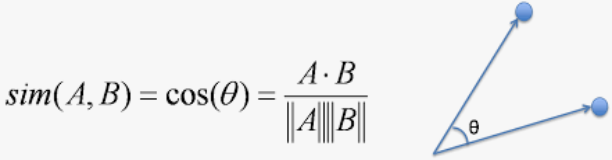 sim(A, B) = cos(θ) = A · B / ||A||||B||
θ